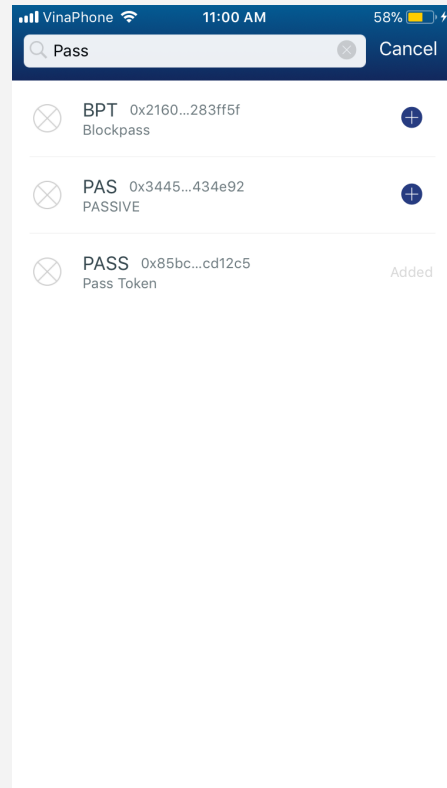 VinaPhone 11:00 AM 58%
Pass Cancel
BPT 0x2160...283ff5f
Blockpass
PAS 0x3445...434e92
PASSIVE
PASS 0x85bc...cd12c5 Added
Pass Token